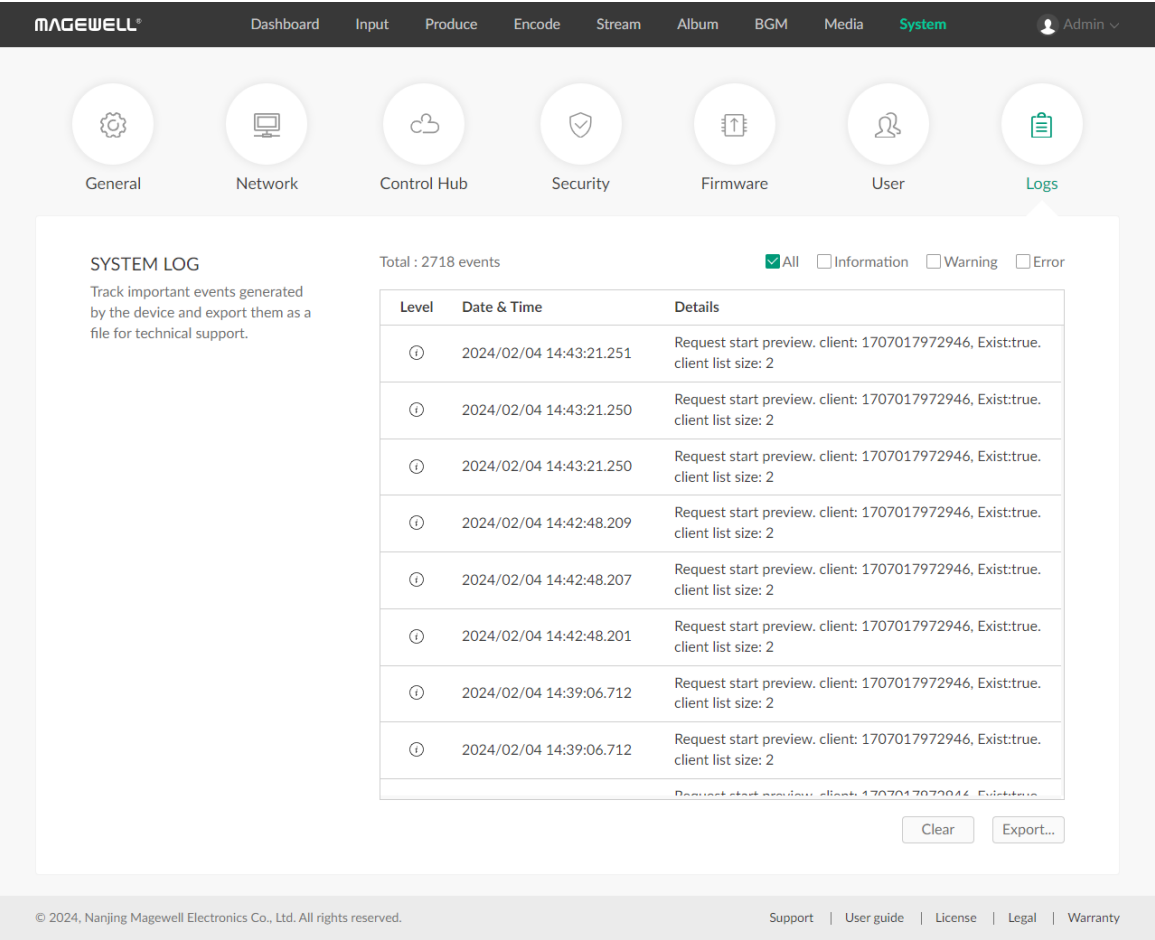 MAGEWELL®
Dashboard Input Produce Encode Stream Album BGM Media System Admin
General Network Control Hub Security Firmware User Logs
SYSTEM LOG
Track important events generated
by the device and export them as a
file for technical support.
Total : 2718 events All Information Warning Error
Level Date & Time Details
2024/02/04 14:43:21.251 Request start preview. client: 1707017972946, Exist:true.
client list size: 2
2024/02/04 14:43:21.250 Request start preview. client: 1707017972946, Exist:true.
client list size: 2
2024/02/04 14:43:21.250 Request start preview. client: 1707017972946, Exist:true.
client list size: 2
2024/02/04 14:42:48.209 Request start preview. client: 1707017972946, Exist:true.
client list size: 2
2024/02/04 14:42:48.207 Request start preview. client: 1707017972946, Exist:true.
client list size: 2
2024/02/04 14:42:48.201 Request start preview. client: 1707017972946, Exist:true.
client list size: 2
2024/02/04 14:39:06.712 Request start preview. client: 1707017972946, Exist:true.
client list size: 2
2024/02/04 14:39:06.712 Request start preview. client: 1707017972946, Exist:true.
client list size: 2
Request start preview. client: 1707017972946, Exist:true.
Clear Export...
© 2024, Nanjing Magewell Electronics Co., Ltd. All rights reserved.
Support | User guide | License | Legal | Warranty